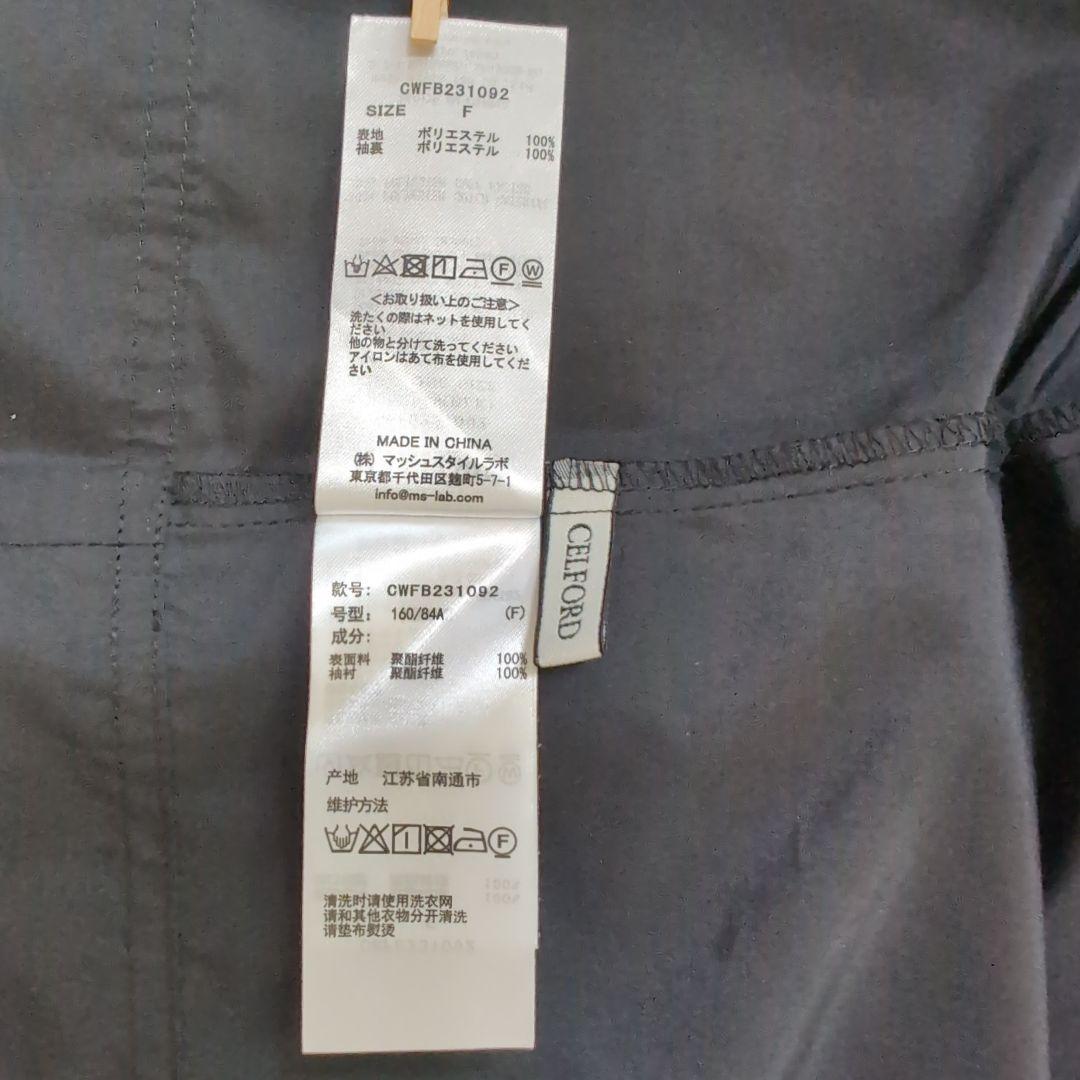 CWFB231092
SIZE F
表地 ポリエステル 100%
袖裏 ポリエステル 100%
F W
<お取り扱い上のご注意>
洗たくの際はネットを使用してく
ださい
他の物と分けて洗ってください
アイロンはあて布を使用してくだ
さい
MADE IN CHINA
(株) マッシュスタイルラボ
東京都千代田区麹町5-7-1
info@ms-lab.com
CELFORD
款号: CWFB231092
号型: 160/84A (F)
成分:
表面料 聚酯纤维 100%
袖衬 聚酯纤维 100%
产地 江苏省南通市
维护方法
F
清洗时请使用洗衣网
请和其他衣物分开清洗
请垫布熨烫